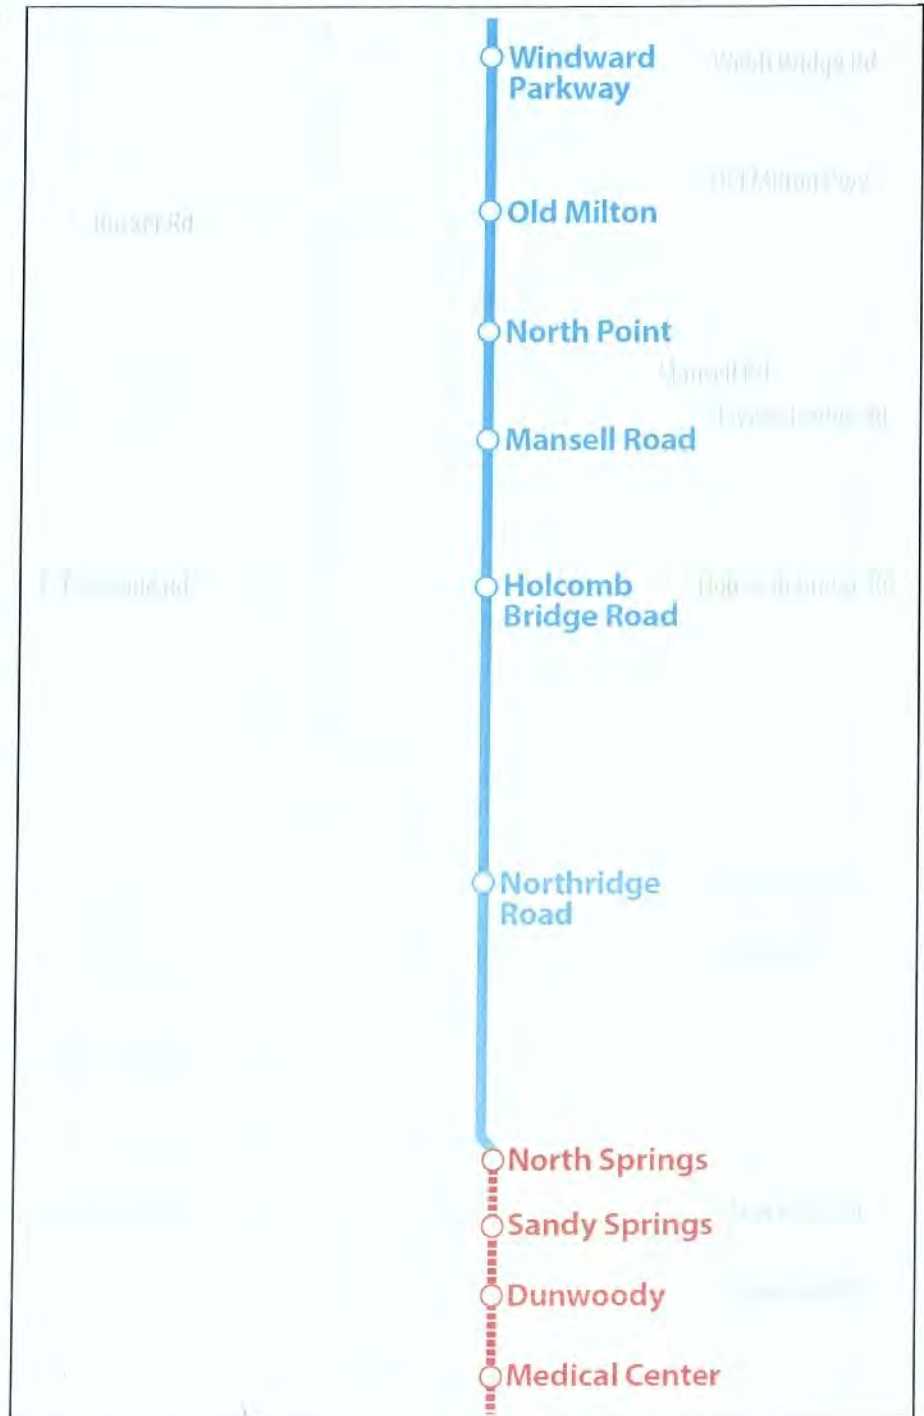 Windward
Parkway
Old Milton
North Point
Mansell Road
Holcomb
Bridge Road
Northridge
Road
North Springs
Sandy Springs
Dunwoody
Medical Center